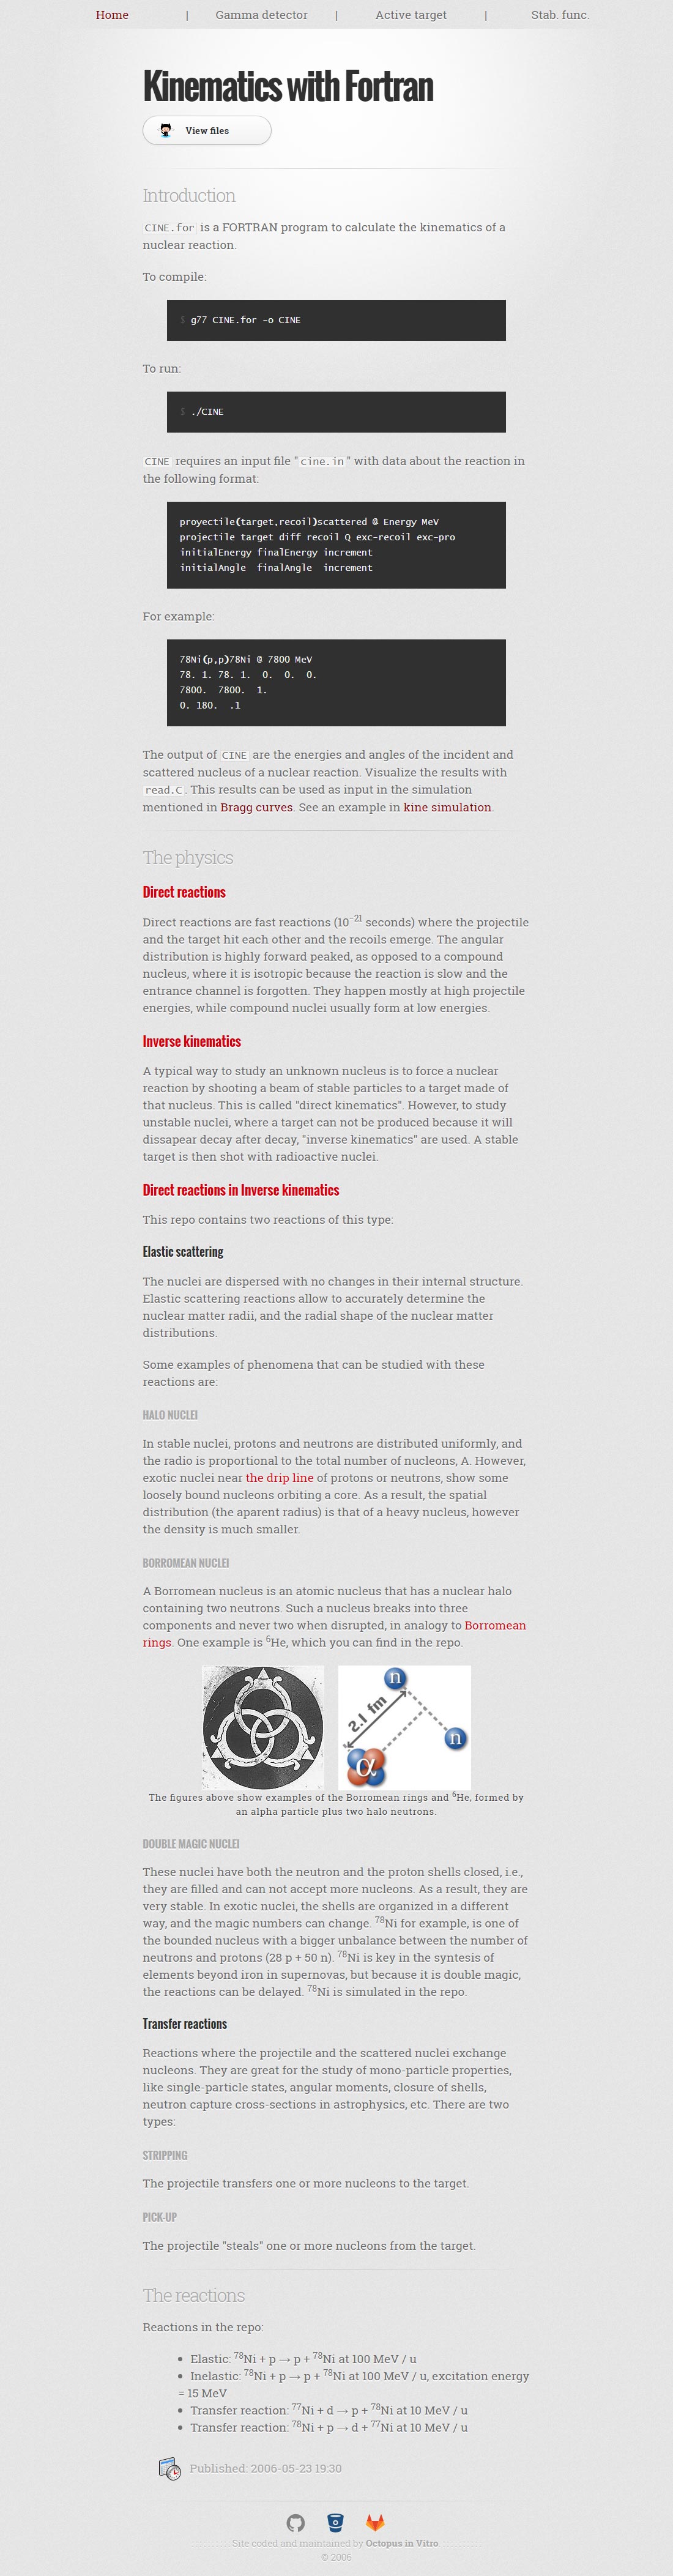 Home | Gamma detector | Active target | Stab. func.
Kinematics with Fortran
View files
Introduction
CINE.for is a FORTRAN program to calculate the kinematics of a
nuclear reaction.
To compile:
$ g77 CINE.for -o CINE
To run:
$ ./CINE
CINE requires an input file "cine.in" with data about the reaction in
the following format:
proyectile(target,recoil)scattered @ Energy MeV
projectile target diff recoil Q exc-recoil exc-pro
initialEnergy finalEnergy increment
initialAngle  finalAngle  increment
For example:
78Ni(p,p)78Ni @ 7800 MeV
78. 1. 78. 1.  0.  0.  0.
7800.  7800.  1.
0. 180.  .1
The output of CINE are the energies and angles of the incident and
scattered nucleus of a nuclear reaction. Visualize the results with
read.C. This results can be used as input in the simulation
mentioned in Bragg curves. See an example in kine simulation.
The physics
Direct reactions
Direct reactions are fast reactions (10⁻²¹ seconds) where the projectile
and the target hit each other and the recoils emerge. The angular
distribution is highly forward peaked, as opposed to a compound
nucleus, where it is isotropic because the reaction is slow and the
entrance channel is forgotten. They happen mostly at high projectile
energies, while compound nuclei usually form at low energies.
Inverse kinematics
A typical way to study an unknown nucleus is to force a nuclear
reaction by shooting a beam of stable particles to a target made of
that nucleus. This is called "direct kinematics". However, to study
unstable nuclei, where a target can not be produced because it will
dissapear decay after decay, "inverse kinematics" are used. A stable
target is then shot with radioactive nuclei.
Direct reactions in Inverse kinematics
This repo contains two reactions of this type:
Elastic scattering
The nuclei are dispersed with no changes in their internal structure.
Elastic scattering reactions allow to accurately determine the
nuclear matter radii, and the radial shape of the nuclear matter
distributions.
Some examples of phenomena that can be studied with these
reactions are:
HALO NUCLEI
In stable nuclei, protons and neutrons are distributed uniformly, and
the radio is proportional to the total number of nucleons, A. However,
exotic nuclei near the drip line of protons or neutrons, show some
loosely bound nucleons orbiting a core. As a result, the spatial
distribution (the aparent radius) is that of a heavy nucleus, however
the density is much smaller.
BORROMEAN NUCLEI
A Borromean nucleus is an atomic nucleus that has a nuclear halo
containing two neutrons. Such a nucleus breaks into three
components and never two when disrupted, in analogy to Borromean
rings. One example is ⁶He, which you can find in the repo.
n
2.1 fm
n
α
The figures above show examples of the Borromean rings and ⁶He, formed by
an alpha particle plus two halo neutrons.
DOUBLE MAGIC NUCLEI
These nuclei have both the neutron and the proton shells closed, i.e.,
they are filled and can not accept more nucleons. As a result, they are
very stable. In exotic nuclei, the shells are organized in a different
way, and the magic numbers can change. ⁷⁸Ni for example, is one of
the bounded nucleus with a bigger unbalance between the number of
neutrons and protons (28 p + 50 n). ⁷⁸Ni is key in the syntesis of
elements beyond iron in supernovas, but because it is double magic,
the reactions can be delayed. ⁷⁸Ni is simulated in the repo.
Transfer reactions
Reactions where the projectile and the scattered nuclei exchange
nucleons. They are great for the study of mono-particle properties,
like single-particle states, angular moments, closure of shells,
neutron capture cross-sections in astrophysics, etc. There are two
types:
STRIPPING
The projectile transfers one or more nucleons to the target.
PICK-UP
The projectile "steals" one or more nucleons from the target.
The reactions
Reactions in the repo:
• Elastic: ⁷⁸Ni + p → p + ⁷⁸Ni at 100 MeV / u
• Inelastic: ⁷⁸Ni + p → p + ⁷⁸Ni at 100 MeV / u, excitation energy
= 15 MeV
• Transfer reaction: ⁷⁷Ni + d → p + ⁷⁸Ni at 10 MeV / u
• Transfer reaction: ⁷⁸Ni + p → d + ⁷⁷Ni at 10 MeV / u
Published: 2006-05-23 19:30
Site coded and maintained by Octopus in Vitro
© 2006